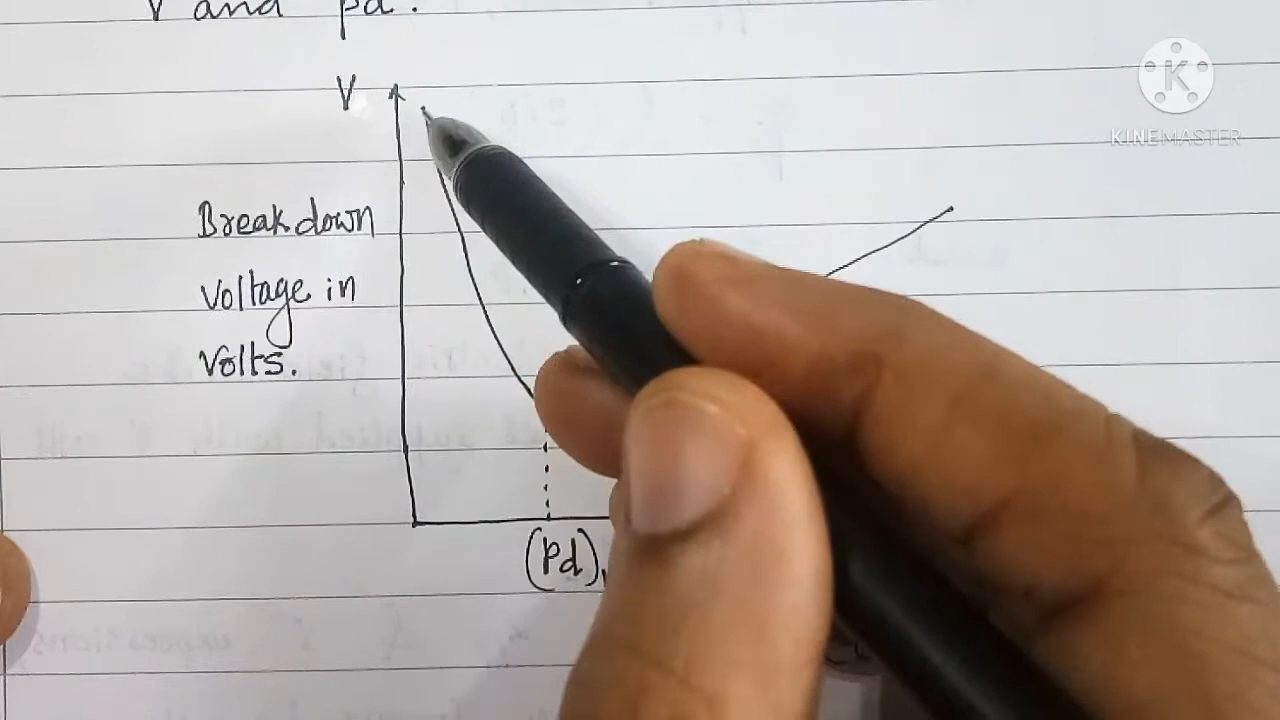 V and pd.
V
Breakdown
Voltage in
Volts.
(Pd)
K
KINEMASTER